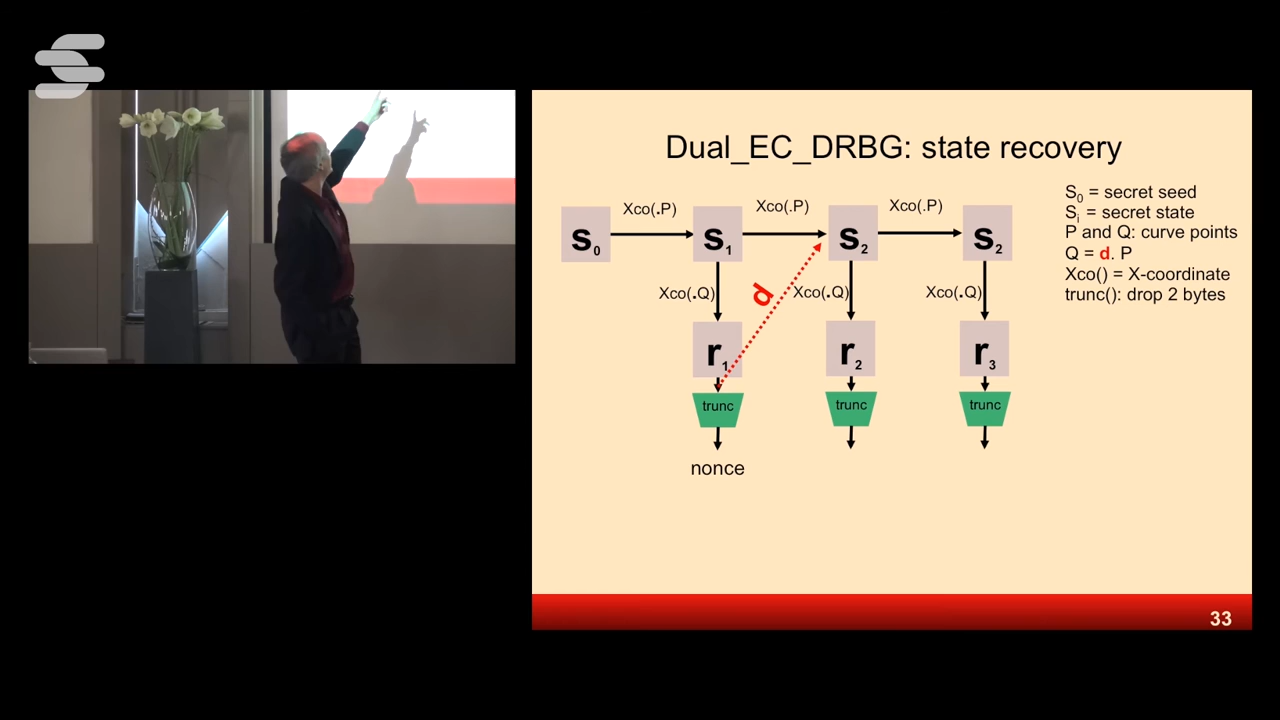 Dual_EC_DRBG: state recovery
S0 = secret seed
Si = secret state
P and Q: curve points
Q = d. P
Xco() = X-coordinate
trunc(): drop 2 bytes
Xco(.P) Xco(.P) Xco(.P)
s0 s1 s2 s2
Xco(.Q) d Xco(.Q) Xco(.Q)
r1 r2 r3
trunc trunc trunc
nonce
33